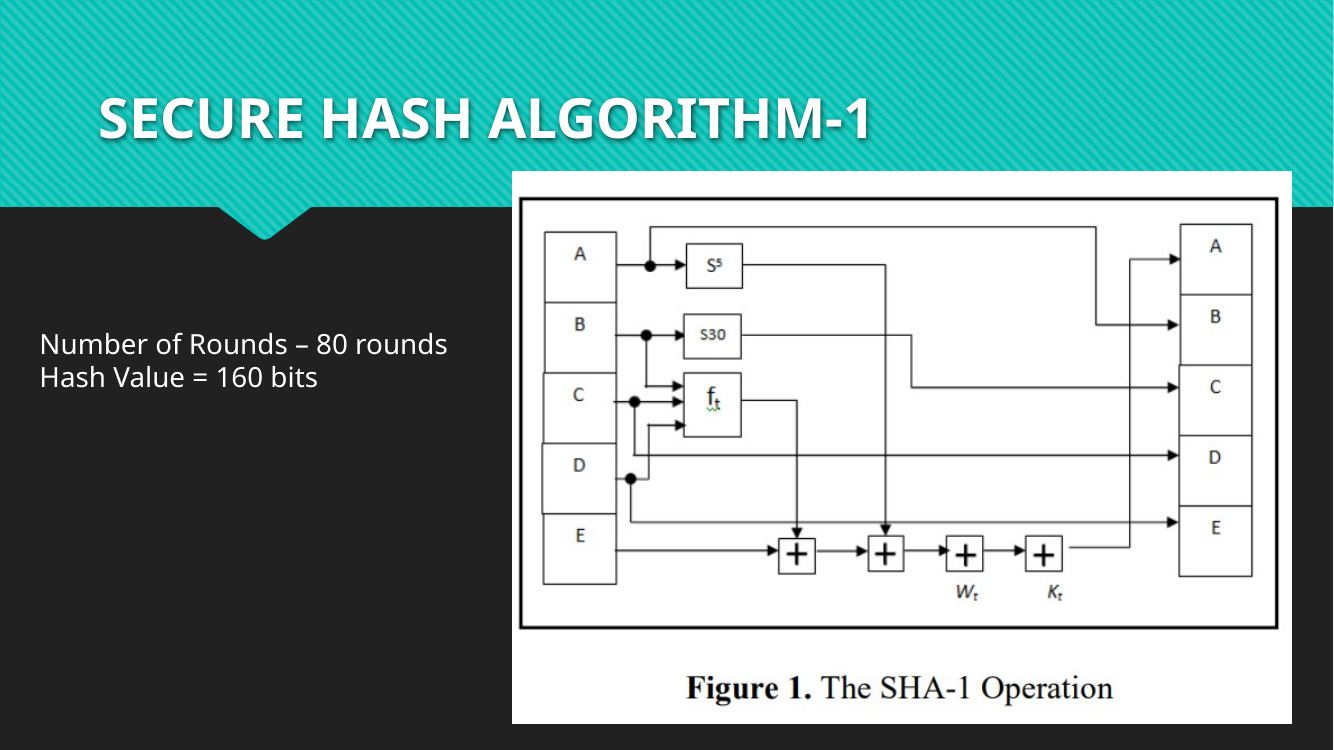 SECURE HASH ALGORITHM-1
Number of Rounds – 80 rounds
Hash Value = 160 bits
A
S⁵
A
B
S30
B
C
fₜ
C
D
D
E
E
+ + + +
Wₜ Kₜ
Figure 1. The SHA-1 Operation